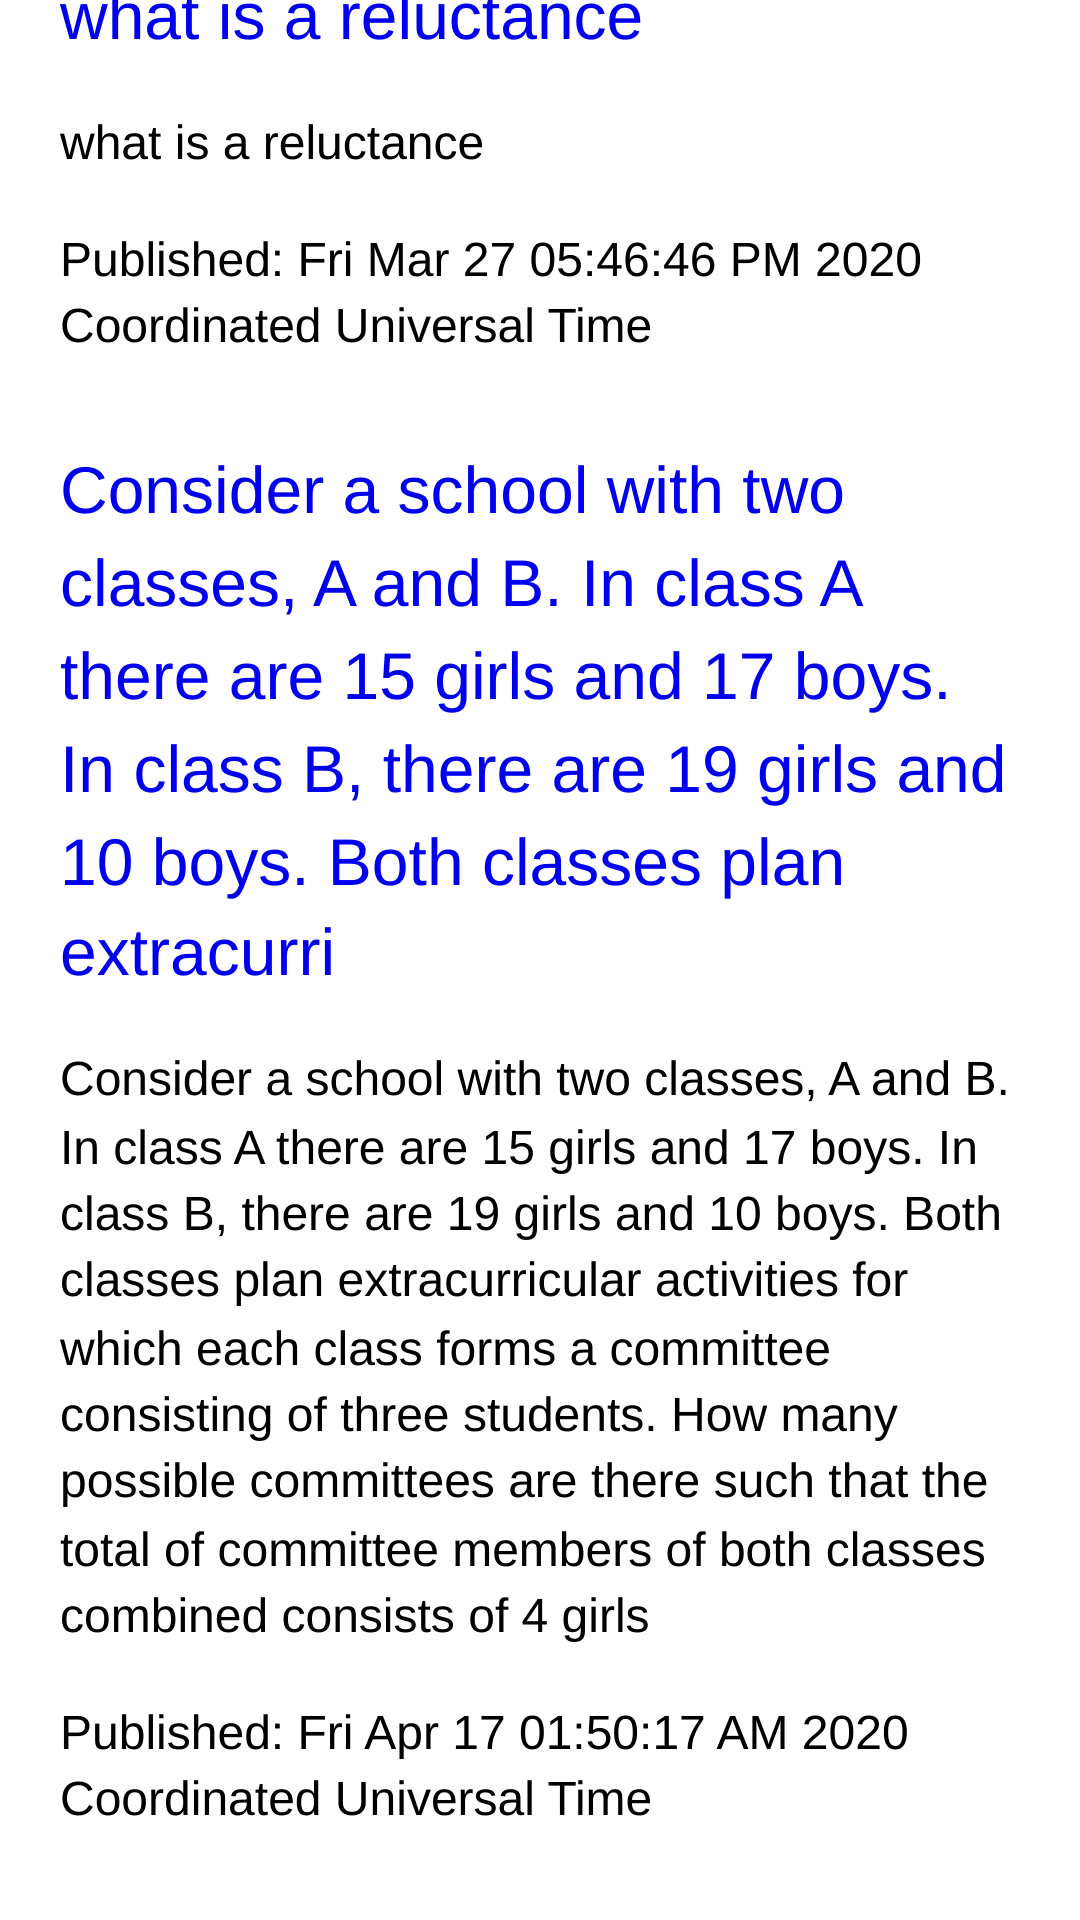 what is a reluctance
what is a reluctance
Published: Fri Mar 27 05:46:46 PM 2020
Coordinated Universal Time
Consider a school with two
classes, A and B. In class A
there are 15 girls and 17 boys.
In class B, there are 19 girls and
10 boys. Both classes plan
extracurri
Consider a school with two classes, A and B.
In class A there are 15 girls and 17 boys. In
class B, there are 19 girls and 10 boys. Both
classes plan extracurricular activities for
which each class forms a committee
consisting of three students. How many
possible committees are there such that the
total of committee members of both classes
combined consists of 4 girls
Published: Fri Apr 17 01:50:17 AM 2020
Coordinated Universal Time